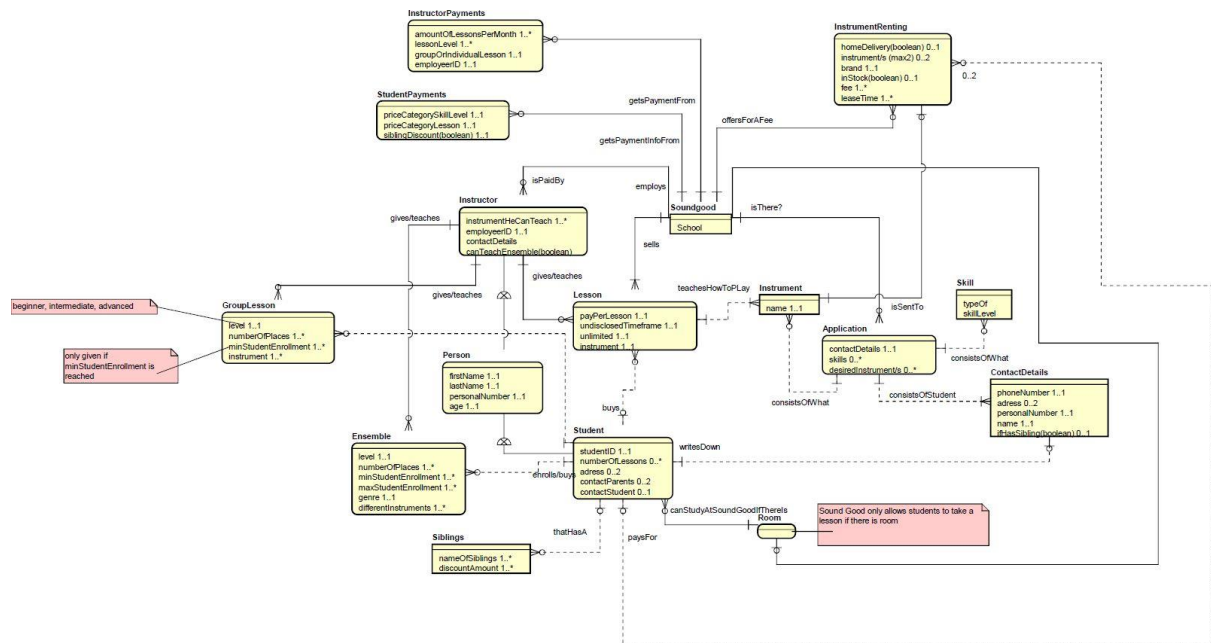 InstructorPayments
amountOfLessonsPerMonth 1..*
lessonLevel 1..*
groupOrIndividualLesson 1..1
employeerID 1..1
InstrumentRenting
homeDelivery(boolean) 0..1
instrument/s (max2) 0..2
brand 1..1
inStock(boolean) 0..1
fee 1..*
leaseTime 1..*
0..2
StudentPayments
priceCategorySkillLevel 1..1
priceCategoryLesson 1..1
siblingDiscount(boolean) 1..1
getsPaymentFrom
getsPaymentInfoFrom
offersForAFee
isPaidBy
employs
Instructor
instrumentHeCanTeach 1..*
employeerID 1..1
contactDetails
canTeachEnsemble(boolean)
Soundgood
School
isThere?
gives/teaches
sells
gives/teaches
gives/teaches
beginner, intermediate, advanced
GroupLesson
level 1..1
numberOfPlaces 1..*
minStudentEnrollment 1..*
instrument 1..*
only given if
minStudentEnrollment is
reached
Lesson
payPerLesson 1..1
undisclosedTimeframe 1..1
unlimited 1..1
instrument 1..1
teachesHowToPLay
Instrument
name 1..1
isSentTo
Skill
typeOf
skillLevel
Application
contactDetails 1..1
skills 0..*
desiredInstrument/s 0..*
consistsOfWhat
consistsOfWhat
consistsOfStudent
Person
firstName 1..1
lastName 1..1
personalNumber 1..1
age 1..1
ContactDetails
phoneNumber 1..1
adress 0..2
personalNumber 1..1
name 1..1
ifHasSibling(boolean) 0..1
buys
Ensemble
level 1..1
numberOfPlaces 1..*
minStudentEnrollment 1..*
maxStudentEnrollment 1..*
genre 1..1
differentInstruments 1..*
enrolls/buys
Student
studentID 1..1
numberOfLessons 0..*
adress 0..2
contactParents 0..2
contactStudent 0..1
writesDown
canStudyAtSoundGoodIfThereIs
Room
Sound Good only allows students to take a
lesson if there is room
thatHasA
paysFor
Siblings
nameOfSiblings 1..*
discountAmount 1..*